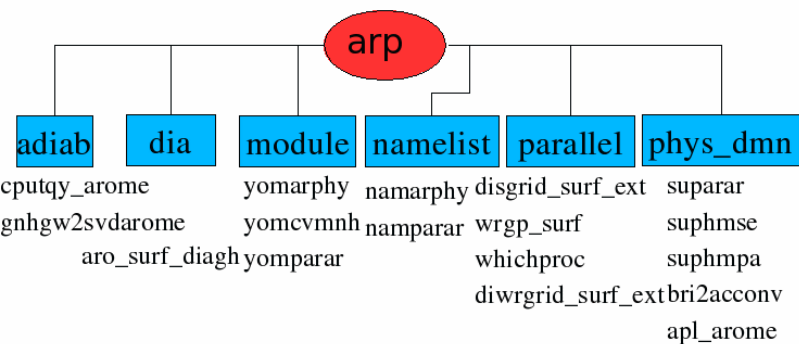 arp
adiab
dia
module
namelist
parallel
phys_dmn
cputqy_arome
gnhgw2svdarome
aro_surf_diagh
yomarphy
yomcvmnh
yomparar
namarphy
namparar
disgrid_surf_ext
wrgp_surf
whichproc
diwrgrid_surf_ext
suparar
suphmse
suphmpa
bri2acconv
apl_arome